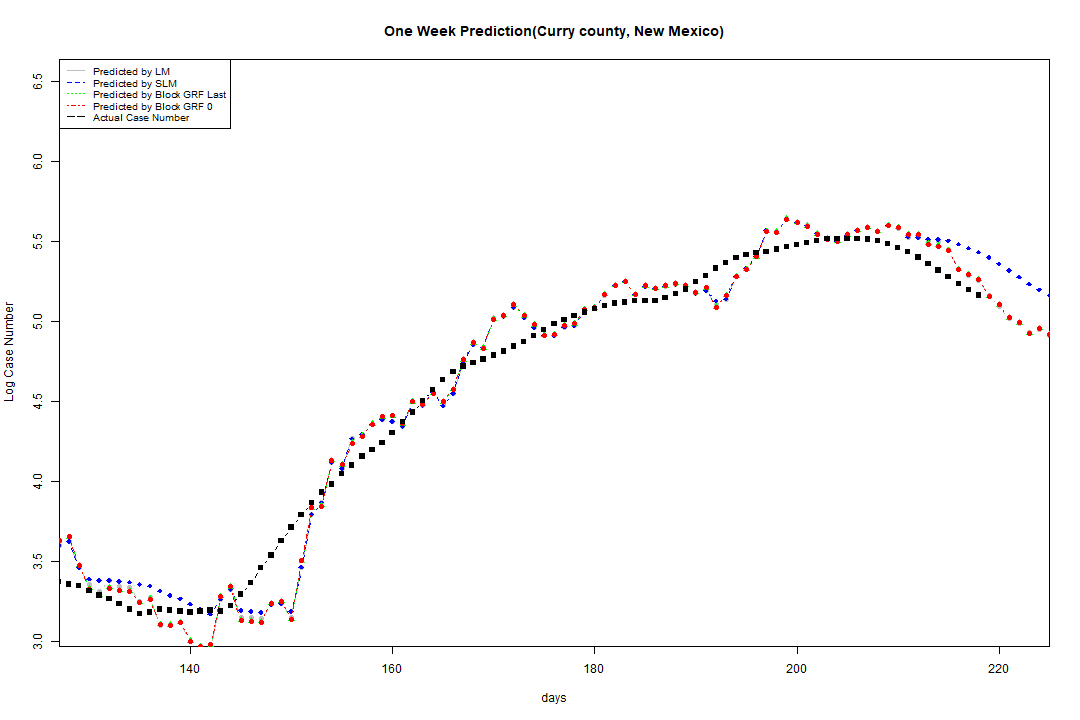 One Week Prediction(Curry county, New Mexico)
Predicted by LM
Predicted by SLM
Predicted by Block GRF Last
Predicted by Block GRF 0
Actual Case Number
6.5
6.0
5.5
5.0
4.5
4.0
3.5
3.0
Log Case Number
140 160 180 200 220
days